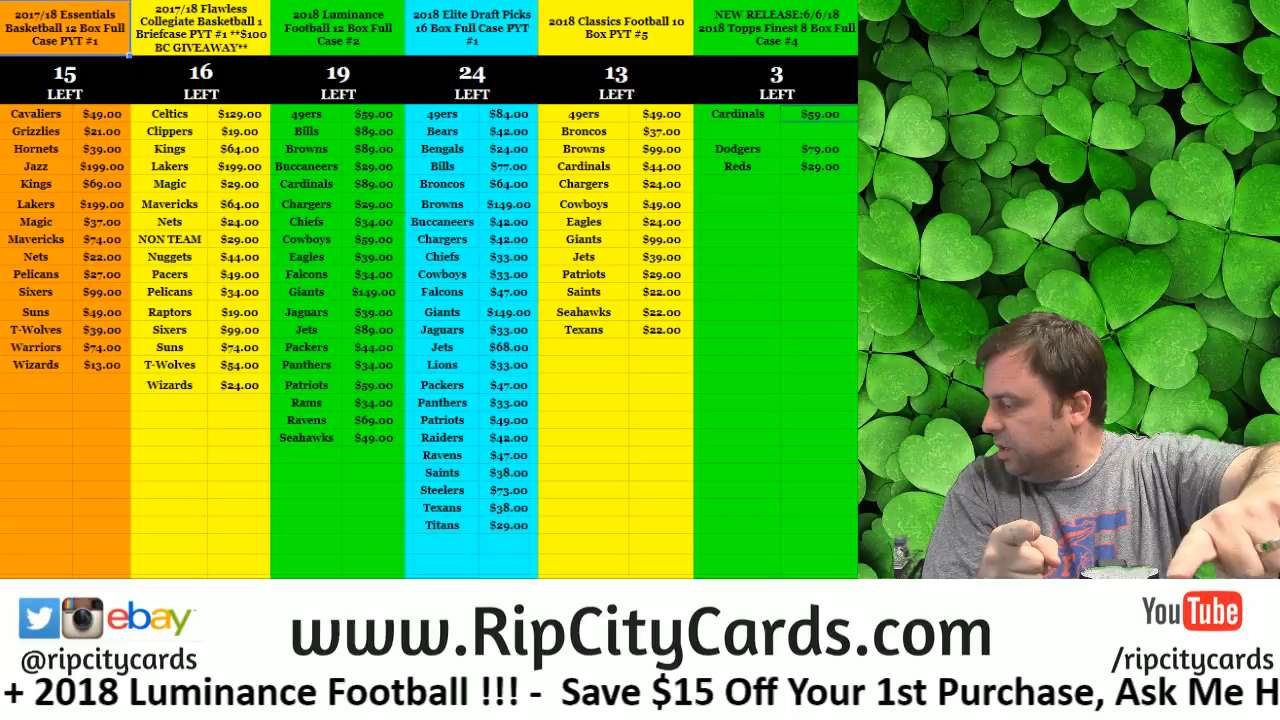 2017/18 Essentials
Basketball 12 Box Full
Case PYT #1
2017/18 Flawless
Collegiate Basketball 1
Briefcase PYT #1 **$100
BC GIVEAWAY**
2018 Luminance
Football 12 Box Full
Case #2
2018 Elite Draft Picks
16 Box Full Case PYT
#1
2018 Classics Football 10
Box PYT #5
NEW RELEASE:6/6/18
2018 Topps Finest 8 Box Full
Case #4
15 16 19 24 13 3
LEFT LEFT LEFT LEFT LEFT LEFT
Cavaliers $49.00 Celtics $129.00 49ers $59.00 49ers $84.00 49ers $49.00 Cardinals $59.00
Grizzlies $21.00 Clippers $19.00 Bills $89.00 Bears $42.00 Broncos $37.00
Hornets $39.00 Kings $64.00 Browns $89.00 Bengals $24.00 Browns $99.00 Dodgers $79.00
Jazz $199.00 Lakers $199.00 Buccaneers $29.00 Bills $77.00 Cardinals $44.00 Reds $29.00
Kings $69.00 Magic $29.00 Cardinals $89.00 Broncos $64.00 Chargers $24.00
Lakers $199.00 Mavericks $64.00 Chargers $29.00 Browns $149.00 Cowboys $49.00
Magic $37.00 Nets $24.00 Chiefs $34.00 Buccaneers $42.00 Eagles $24.00
Mavericks $74.00 NON TEAM $29.00 Cowboys $59.00 Chargers $42.00 Giants $99.00
Nets $22.00 Nuggets $44.00 Eagles $39.00 Chiefs $33.00 Jets $39.00
Pelicans $27.00 Pacers $49.00 Falcons $34.00 Cowboys $33.00 Patriots $29.00
Sixers $99.00 Pelicans $34.00 Giants $149.00 Falcons $47.00 Saints $22.00
Suns $49.00 Raptors $19.00 Jaguars $39.00 Giants $149.00 Seahawks $22.00
T-Wolves $39.00 Sixers $99.00 Jets $89.00 Jaguars $33.00 Texans $22.00
Warriors $74.00 Suns $74.00 Packers $44.00 Jets $68.00
Wizards $13.00 T-Wolves $54.00 Panthers $34.00 Lions $33.00
Wizards $24.00 Patriots $59.00 Packers $47.00
Rams $34.00 Panthers $33.00
Ravens $69.00 Patriots $49.00
Seahawks $49.00 Raiders $42.00
Ravens $47.00
Saints $38.00
Steelers $73.00
Texans $38.00
Titans $29.00
ebay
@ripcitycards
www.RipCityCards.com
YouTube
/ripcitycards
+ 2018 Luminance Football !!! - Save $15 Off Your 1st Purchase, Ask Me H